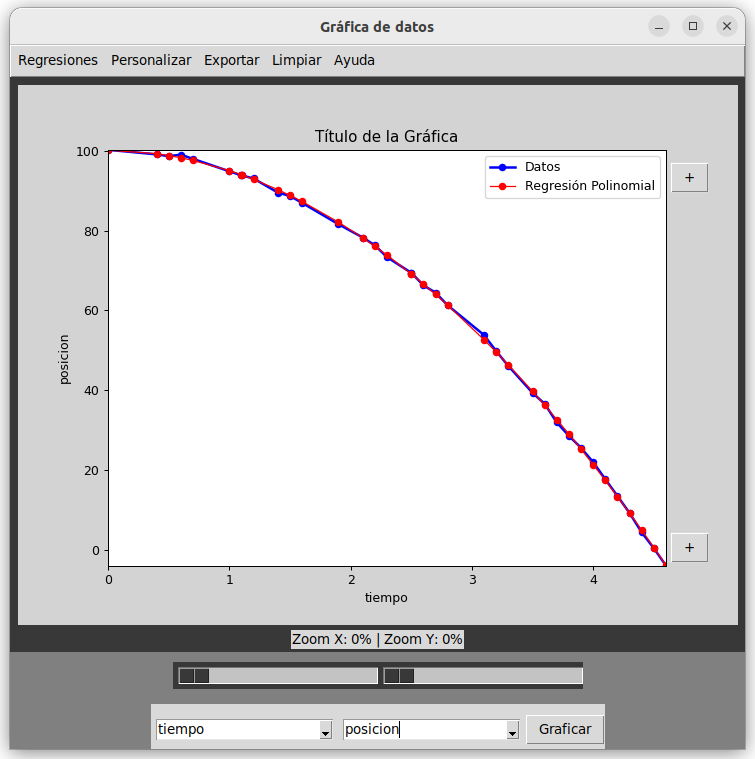 Gráfica de datos
Regresiones Personalizar Exportar Limpiar Ayuda
Título de la Gráfica
Datos
Regresión Polinomial
100
80
60
40
20
0
posicion
0 1 2 3 4
tiempo
+
+
Zoom X: 0% | Zoom Y: 0%
tiempo posicion Graficar